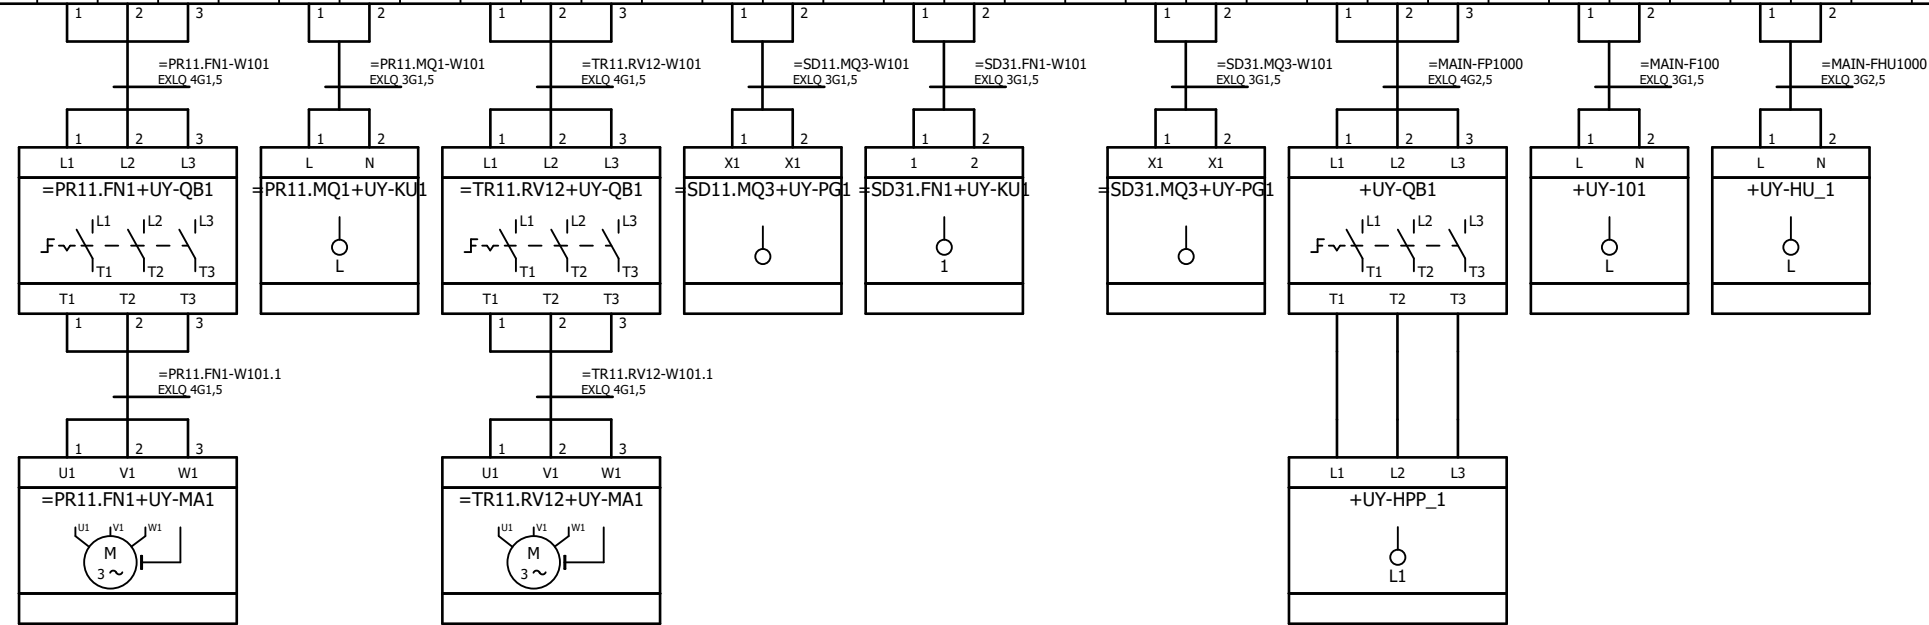 1 2 3 1 2 1 2 3 1 2 1 2 1 2 1 2 3 1 2 1 2
=PR11.FN1-W101 =PR11.MQ1-W101 =TR11.RV12-W101 =SD11.MQ3-W101 =SD31.FN1-W101 =SD31.MQ3-W101 =MAIN-FP1000 =MAIN-F100 =MAIN-FHU1000
EXLQ 4G1,5 EXLQ 3G1,5 EXLQ 4G1,5 EXLQ 3G1,5 EXLQ 3G1,5 EXLQ 3G1,5 EXLQ 4G2,5 EXLQ 3G1,5 EXLQ 3G2,5
1 2 3 1 2 1 2 3 1 2 1 2 1 2 1 2 3 1 2 1 2
L1 L2 L3 L N L1 L2 L3 X1 X1 1 2 X1 X1 L1 L2 L3 L N L N
=PR11.FN1+UY-QB1 =PR11.MQ1+UY-KU1 =TR11.RV12+UY-QB1 =SD11.MQ3+UY-PG1 =SD31.FN1+UY-KU1 =SD31.MQ3+UY-PG1 +UY-QB1 +UY-101 +UY-HU_1
L1 L2 L3 L1 L2 L3 L1 L2 L3
T1 T2 T3 L T1 T2 T3 1 T1 T2 T3 L L
T1 T2 T3 T1 T2 T3 T1 T2 T3
1 2 3 1 2 3
=PR11.FN1-W101.1 =TR11.RV12-W101.1
EXLQ 4G1,5 EXLQ 4G1,5
1 2 3 1 2 3
U1 V1 W1 U1 V1 W1 L1 L2 L3
=PR11.FN1+UY-MA1 =TR11.RV12+UY-MA1 +UY-HPP_1
U1 V1 W1 U1 V1 W1
M M
3 ~ 3 ~ L1